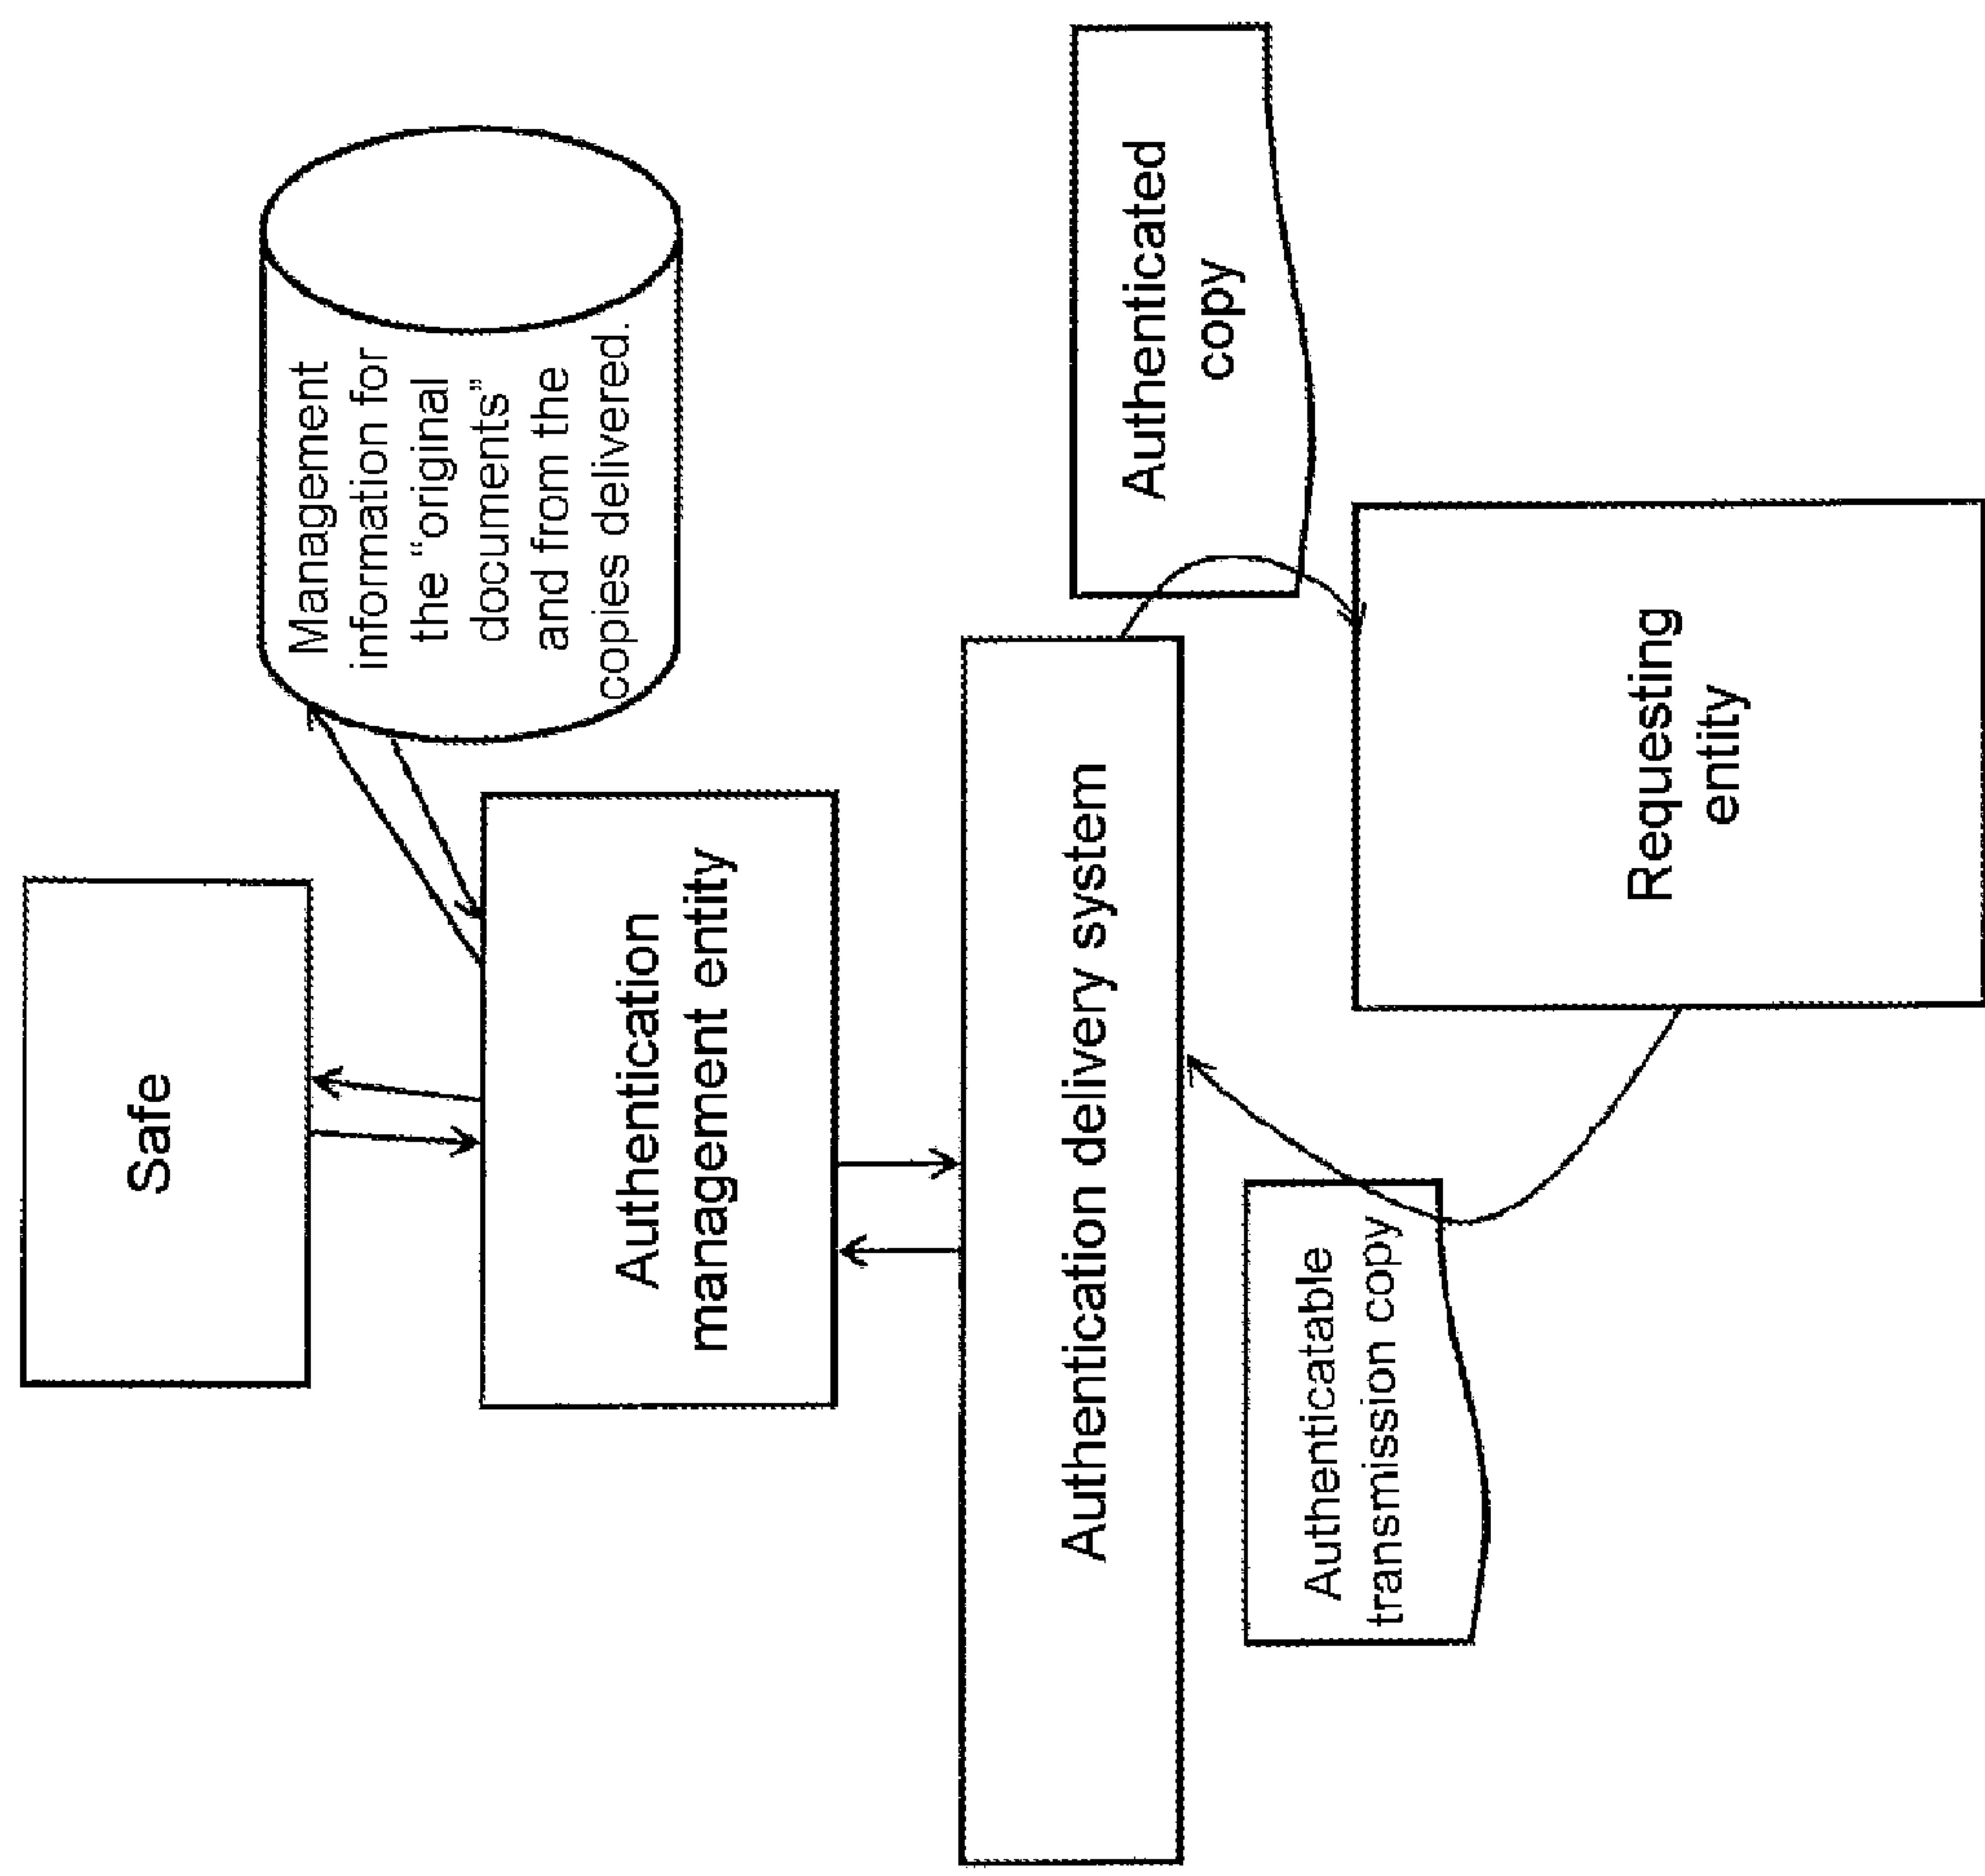 Safe
Management
information for
the “original
documents”
and from the
copies delivered.
Authentication
management entity
Authentication delivery system
Authenticated
copy
Authenticatable
transmission copy
Requesting
entity